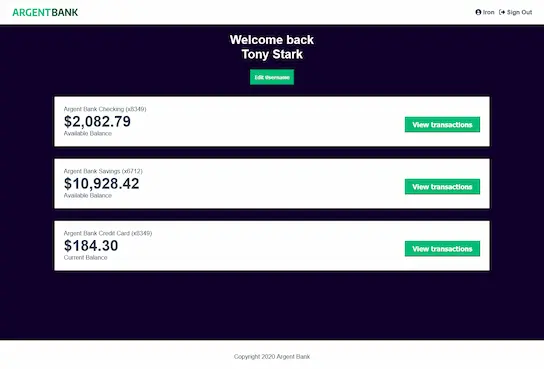 ARGENTBANK
Iron Sign Out
Welcome back
Tony Stark
Edit Username
Argent Bank Checking (x8349)
$2,082.79
Available Balance
View transactions
Argent Bank Savings (x6712)
$10,928.42
Available Balance
View transactions
Argent Bank Credit Card (x8349)
$184.30
Current Balance
View transactions
Copyright 2020 Argent Bank